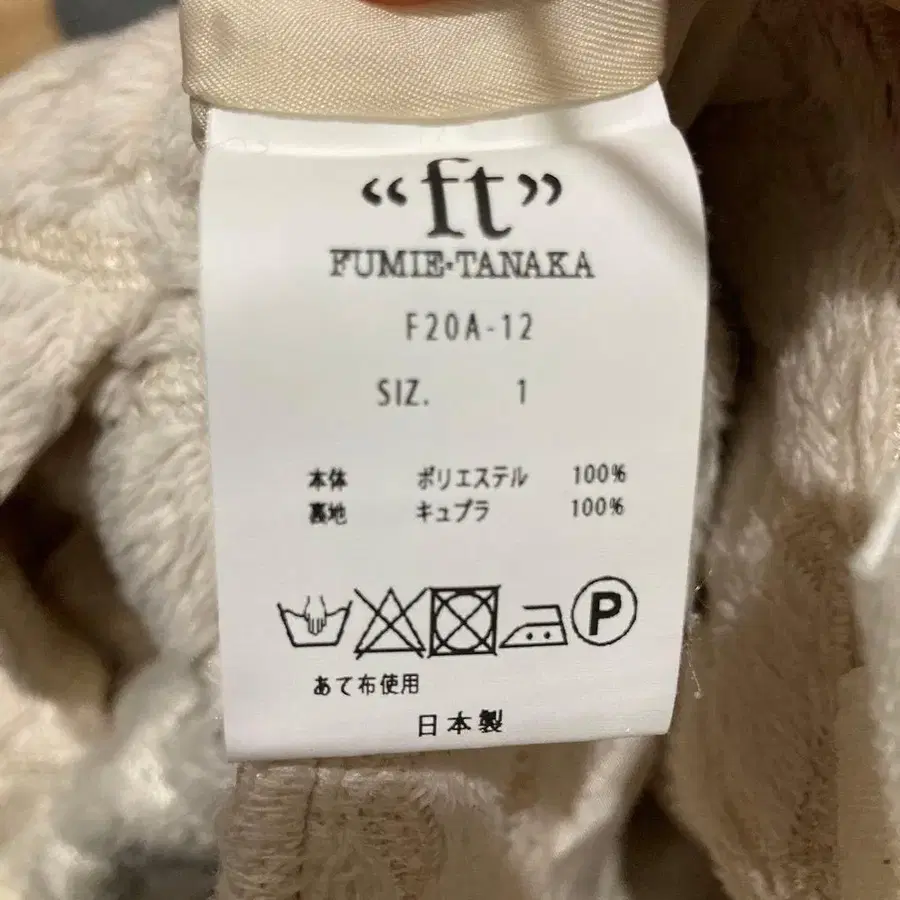 “ft”
FUMIE·TANAKA
F20A-12
SIZ. 1
本体 ポリエステル 100%
裏地 キュプラ 100%
P
あて布使用
日本製